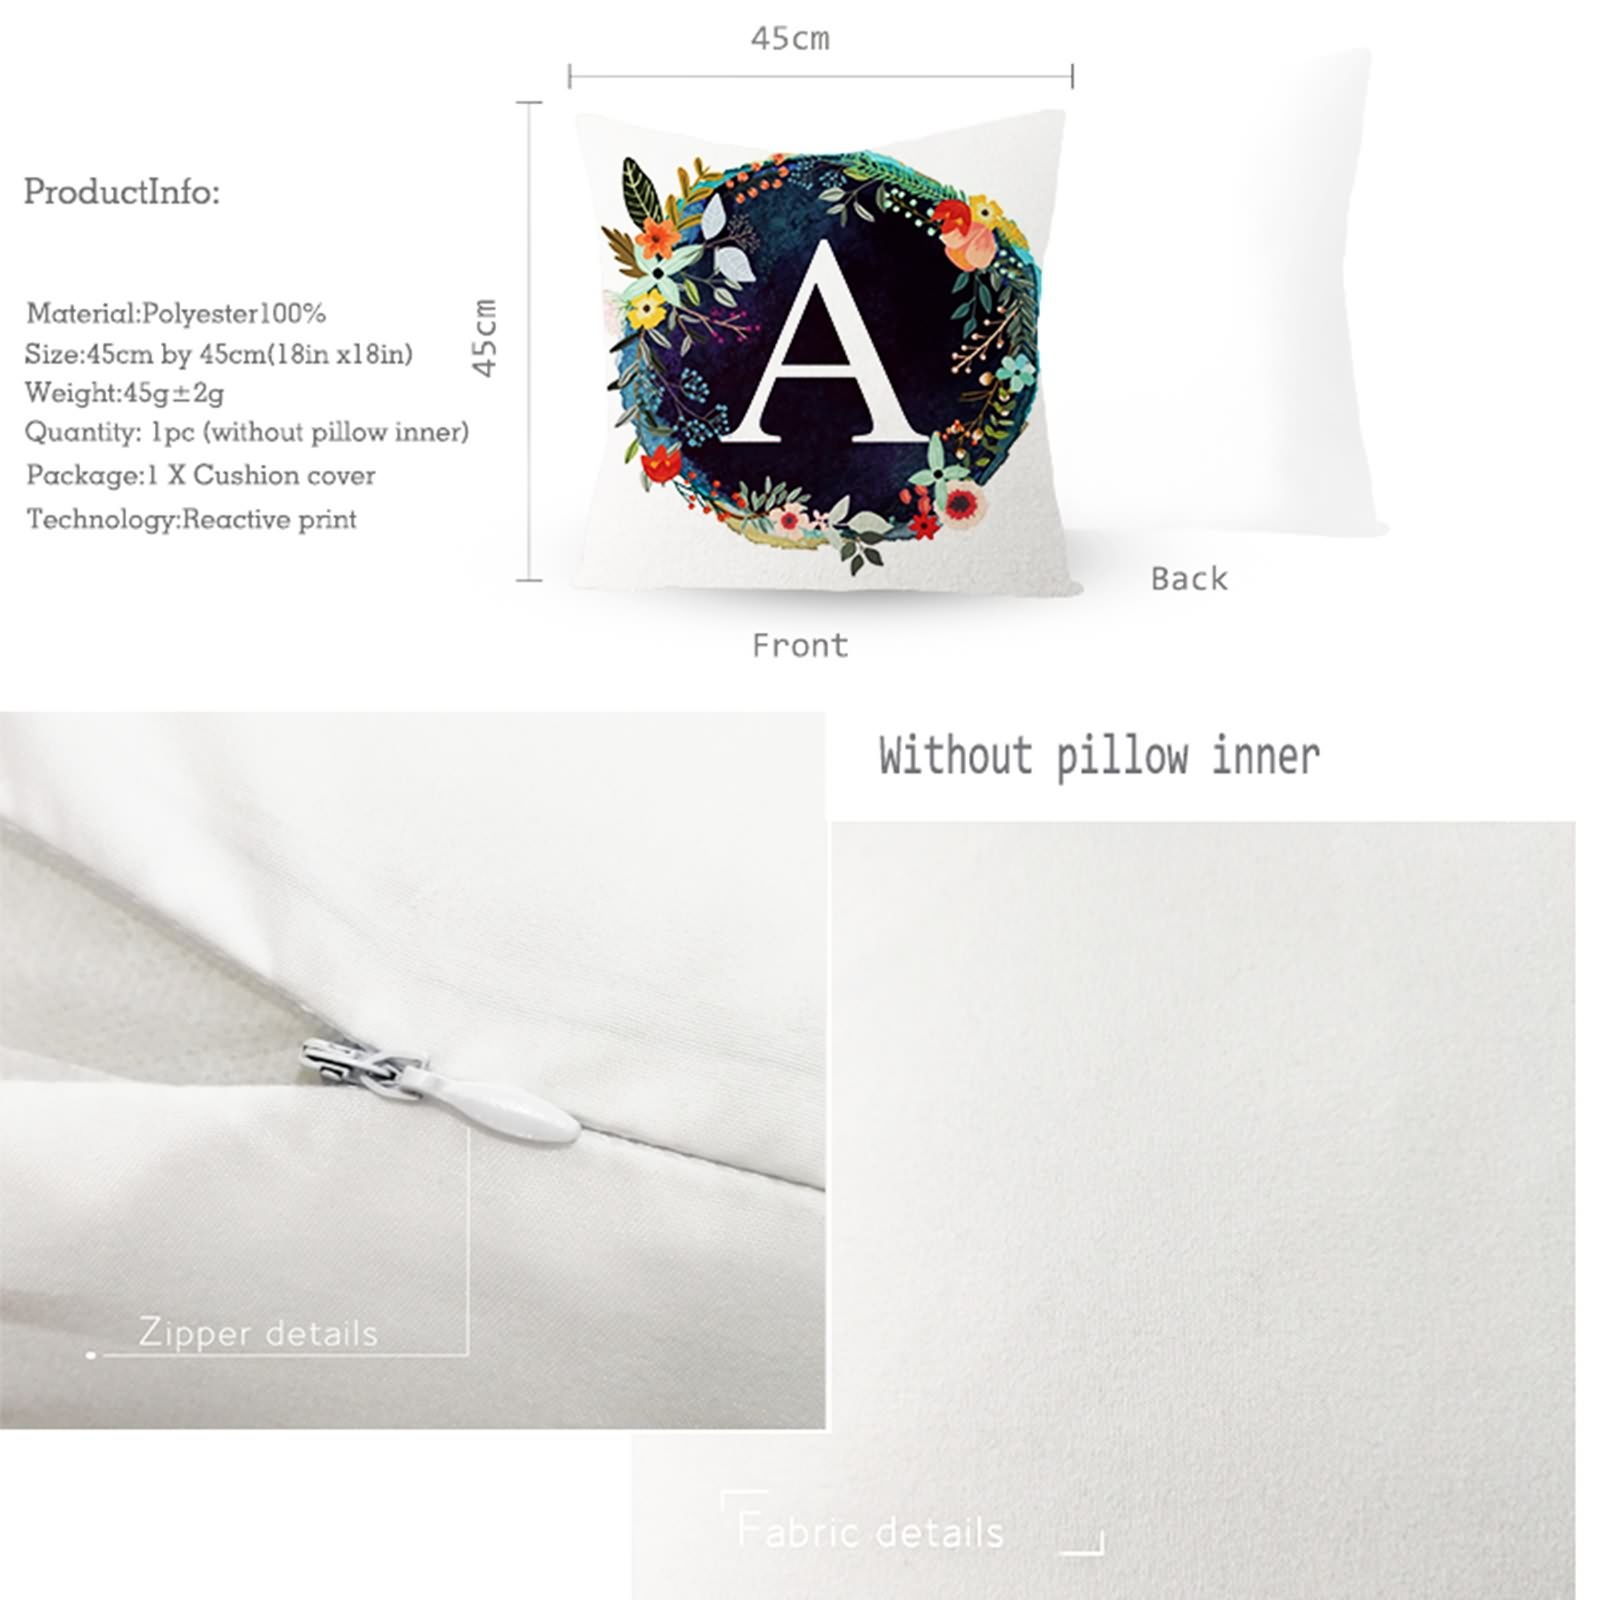 45cm
45cm
ProductInfo:
Material:Polyester100%
Size:45cm by 45cm(18in x18in)
Weight:45g±2g
Quantity: 1pc (without pillow inner)
Package:1 X Cushion cover
Technology:Reactive print
A
Back
Front
Without pillow inner
Zipper details
Fabric details